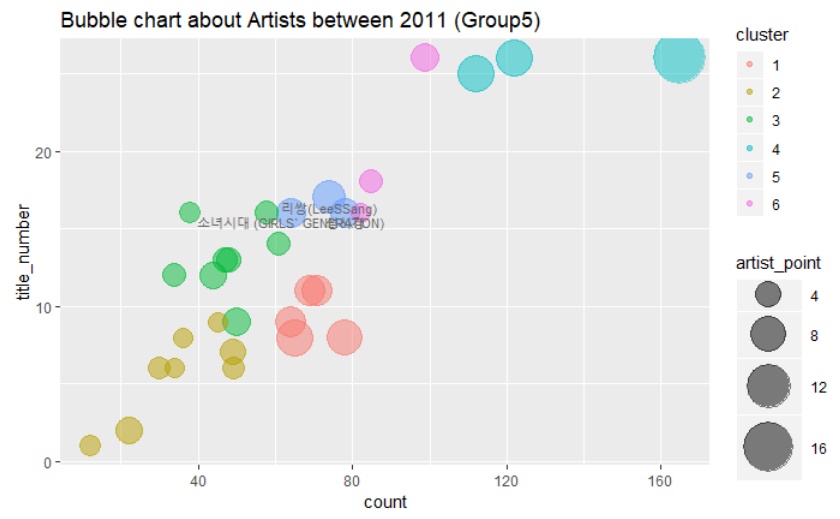 Bubble chart about Artists between 2011 (Group5)
cluster
1
2
3
4
5
6
artist_point
4
8
12
16
title_number
20
10
0
리쌍(LeeSSang)
소녀시대 (GIRLS` GENERATION)
40
80
120
160
count